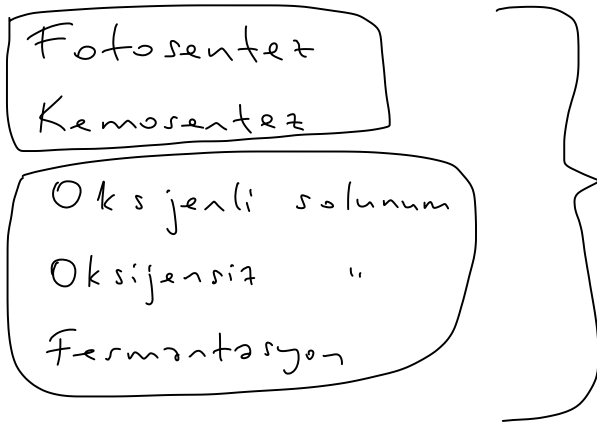 Fotosentez
Kemosentez
Oksjenli solunum
Oksijensiz "
Fermantasyon